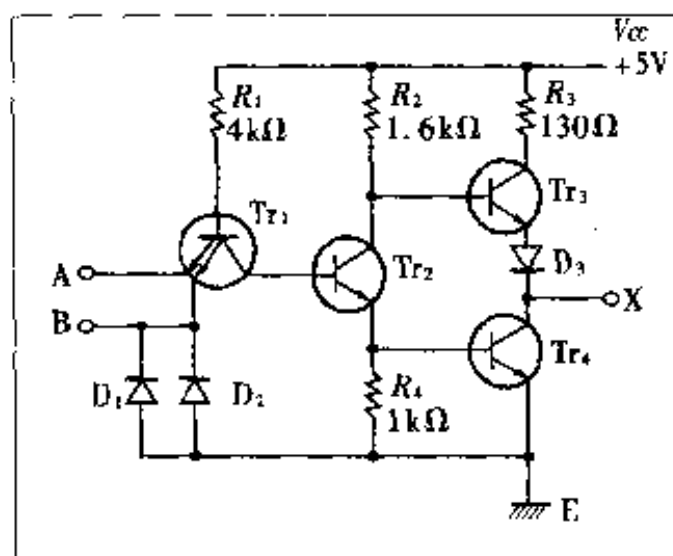 Vcc
+5V
R₁
4kΩ
R₂
1.6kΩ
R₃
130Ω
Tr₁
Tr₂
Tr₃
D₃
A
B
X
Tr₄
D₁
D₂
R₄
1kΩ
E